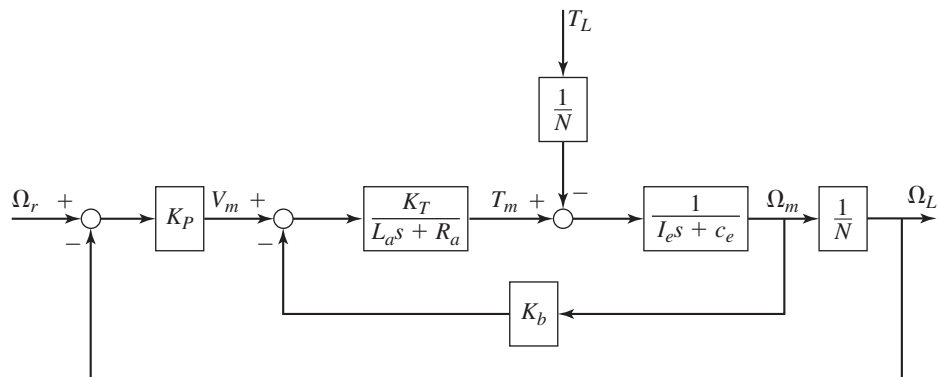 T_L
1
N
Ω_r + K_P V_m + K_T T_m + − 1 Ω_m 1 Ω_L
− − L_a s + R_a I_e s + c_e N
K_b